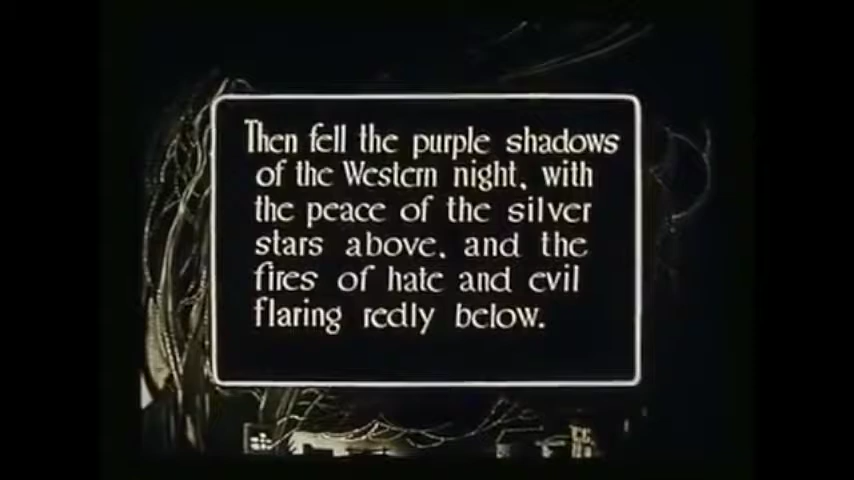 Then fell the purple shadows
of the Western night, with
the peace of the silver
stars above, and the
fires of hate and evil
flaring redly below.